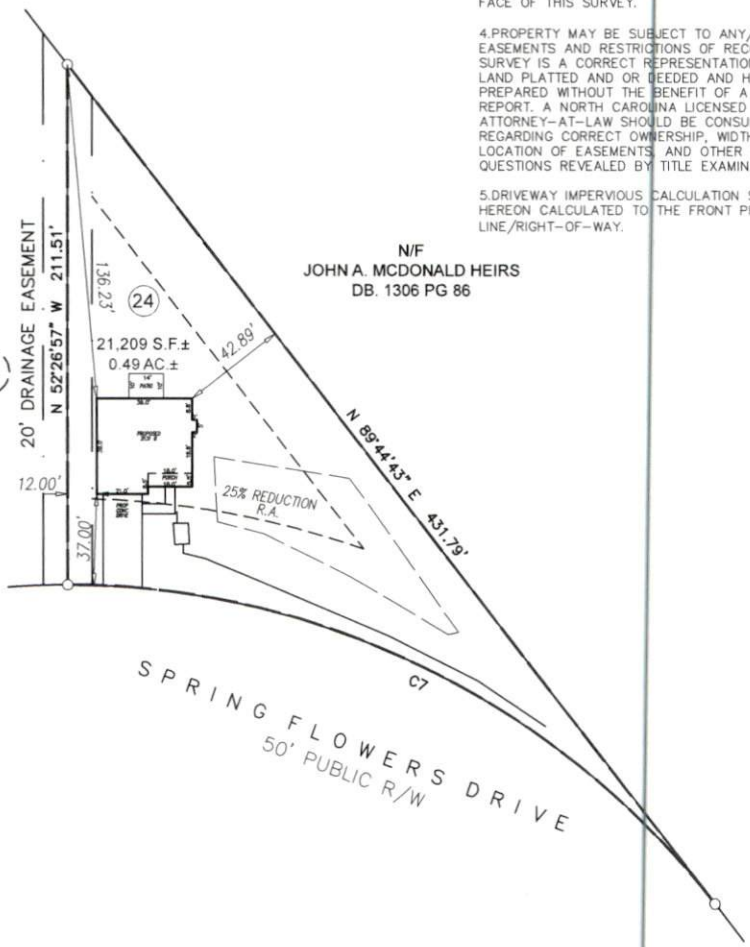 FACE OF THIS SURVEY.
4.PROPERTY MAY BE SUBJECT TO ANY/
EASEMENTS AND RESTRICTIONS OF REC
SURVEY IS A CORRECT REPRESENTATION
LAND PLATTED AND OR DEEDED AND H
PREPARED WITHOUT THE BENEFIT OF A
REPORT. A NORTH CAROLINA LICENSED
ATTORNEY-AT-LAW SHOULD BE CONSU
REGARDING CORRECT OWNERSHIP, WIDTH
LOCATION OF EASEMENTS, AND OTHER
QUESTIONS REVEALED BY TITLE EXAMIN
5.DRIVEWAY IMPERVIOUS CALCULATION S
HEREON CALCULATED TO THE FRONT PR
LINE/RIGHT-OF-WAY.
N/F
JOHN A. MCDONALD HEIRS
DB. 1306 PG 86
20' DRAINAGE EASEMENT
N 52°26'57" W 211.51'
136.23'
24
21,209 S.F.±
0.49 AC.±
42.89'
N 89°44'43" E 431.79'
12.00'
37.00'
25% REDUCTION
R.A.
C7
SPRING FLOWERS DRIVE
50' PUBLIC R/W